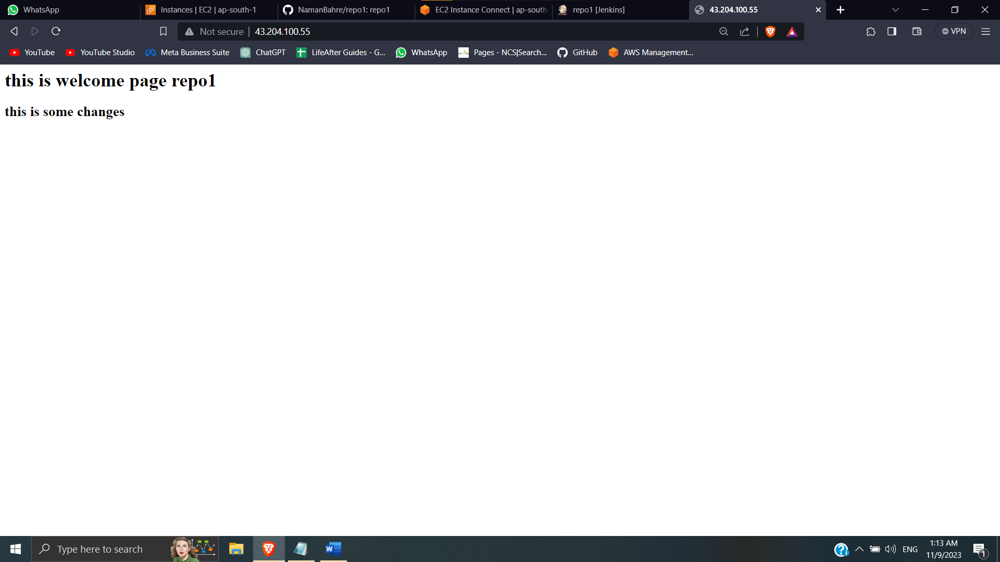 WhatsApp
Instances | EC2 | ap-south-1
NamanBahre/repo1: repo1
EC2 Instance Connect | ap-south-
repo1 [Jenkins]
43.204.100.55
Not secure | 43.204.100.55
VPN
YouTube
YouTube Studio
Meta Business Suite
ChatGPT
LifeAfter Guides - G...
WhatsApp
Pages - NCS|Search...
GitHub
AWS Management...
this is welcome page repo1
this is some changes
Type here to search
ENG
1:13 AM
11/9/2023
1